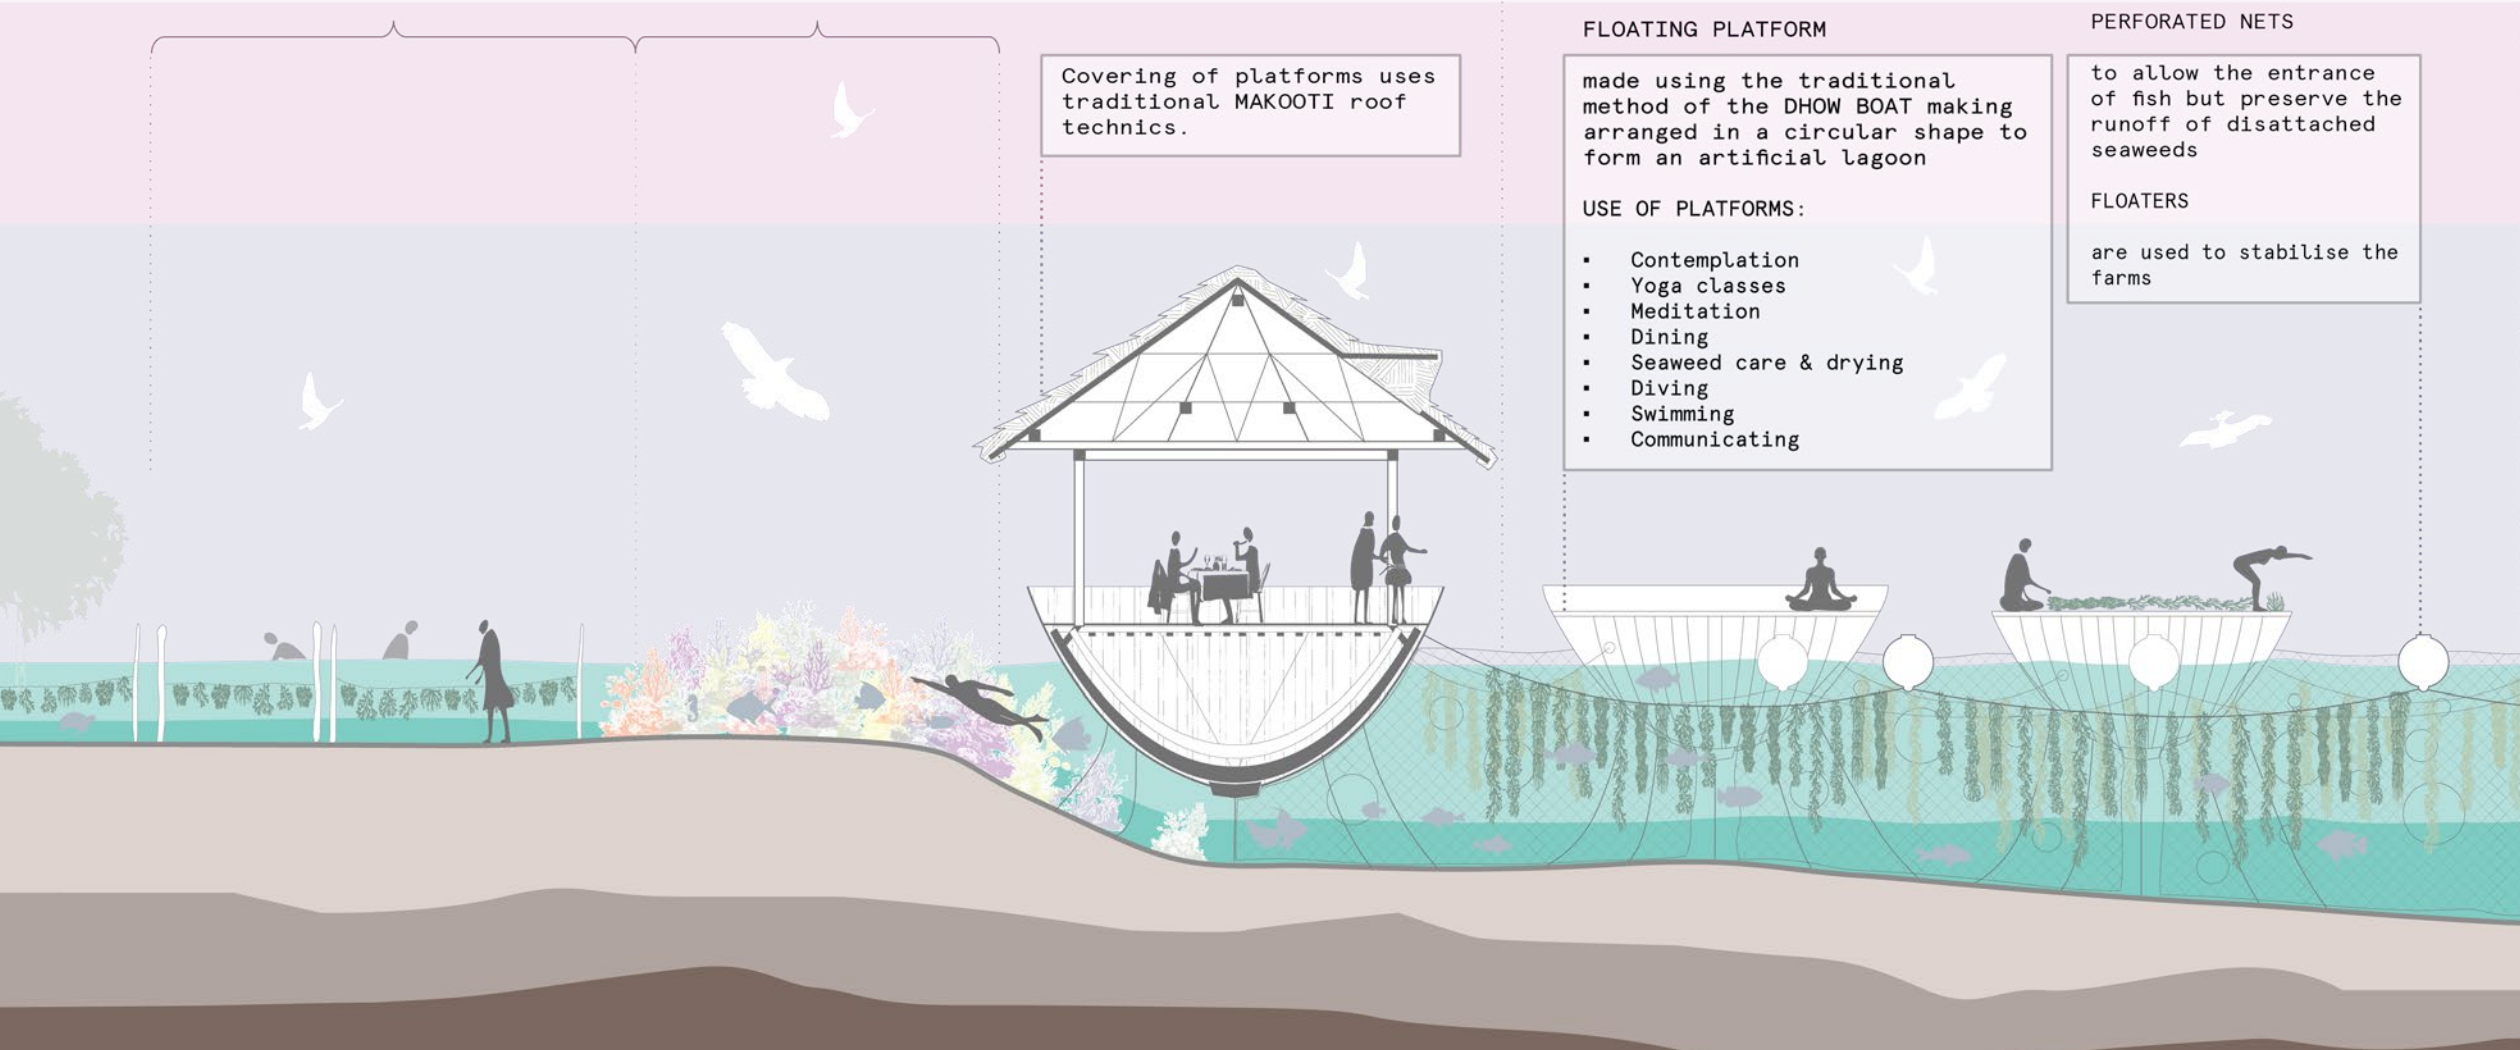 Covering of platforms uses
traditional MAKOOTI roof
technics.
FLOATING PLATFORM
made using the traditional
method of the DHOW BOAT making
arranged in a circular shape to
form an artificial lagoon
USE OF PLATFORMS:
▪ Contemplation
▪ Yoga classes
▪ Meditation
▪ Dining
▪ Seaweed care & drying
▪ Diving
▪ Swimming
▪ Communicating
PERFORATED NETS
to allow the entrance
of fish but preserve the
runoff of disattached
seaweeds
FLOATERS
are used to stabilise the
farms